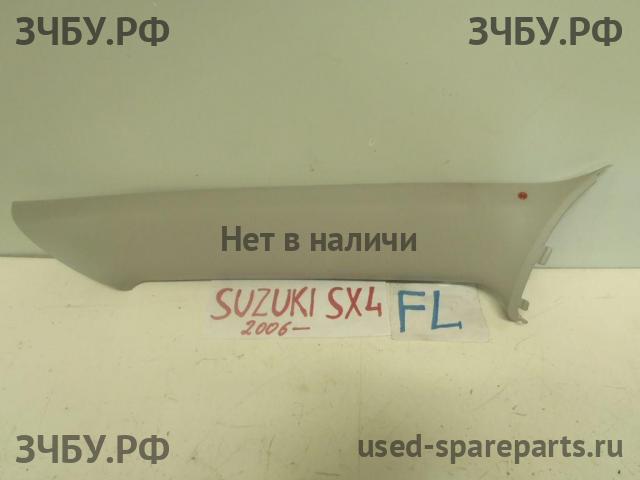 ЗЧБУ.РФ ЗЧБУ.РФ
Нет в наличи
SUZUKI SX4 FL
2006—
ЗЧБУ.РФ used-spareparts.ru